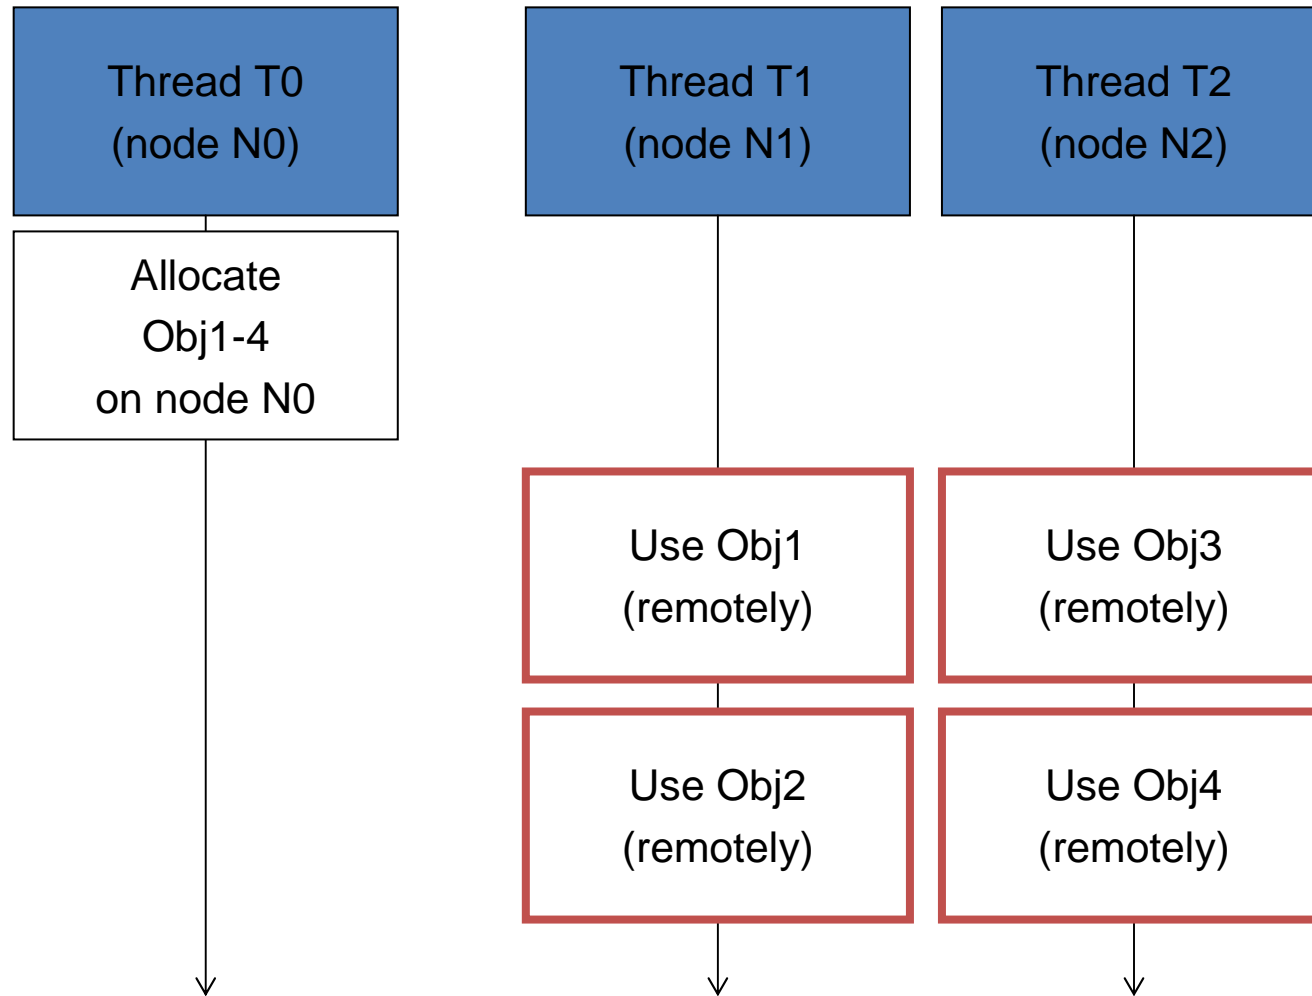 Thread T0
(node N0)
Thread T1
(node N1)
Thread T2
(node N2)
Allocate
Obj1-4
on node N0
Use Obj1
(remotely)
Use Obj3
(remotely)
Use Obj2
(remotely)
Use Obj4
(remotely)